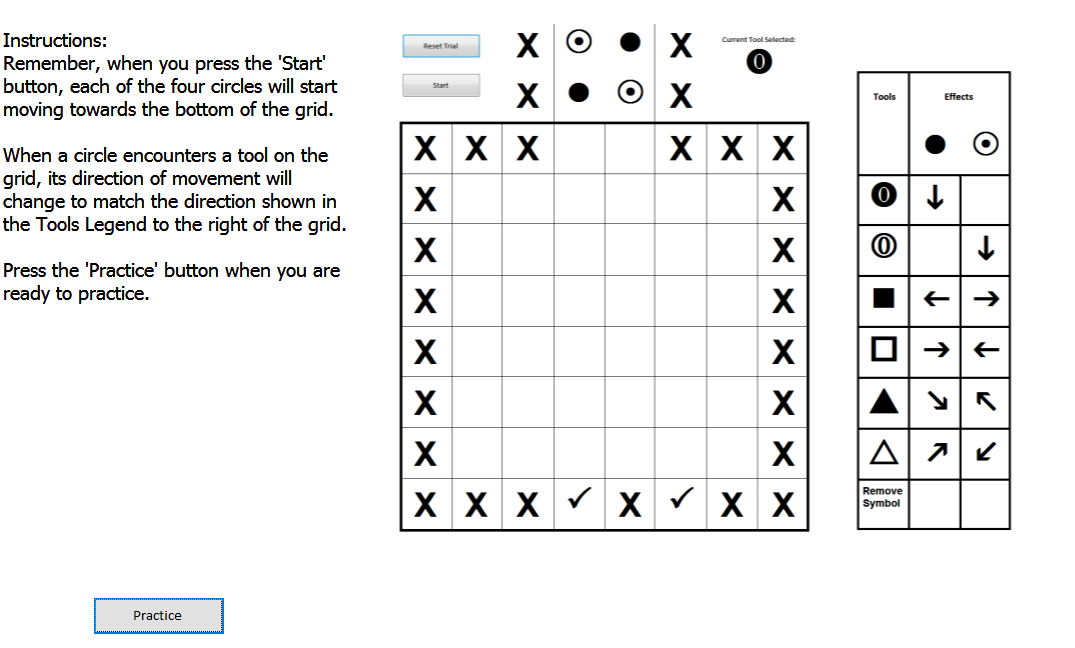 Instructions:
Remember, when you press the 'Start'
button, each of the four circles will start
moving towards the bottom of the grid.
When a circle encounters a tool on the
grid, its direction of movement will
change to match the direction shown in
the Tools Legend to the right of the grid.
Press the 'Practice' button when you are
ready to practice.
Practice
Reset Trial
Start
X X
X X
Current Tool Selected:
0
X X X X X X
X X
X X
X X
X X
X X
X X
X X X ✓ X ✓ X X
Tools Effects
0 ↓
0 ↓
■ ← →
□ → ←
▲ ↘ ↖
△ ↗ ↙
Remove
Symbol